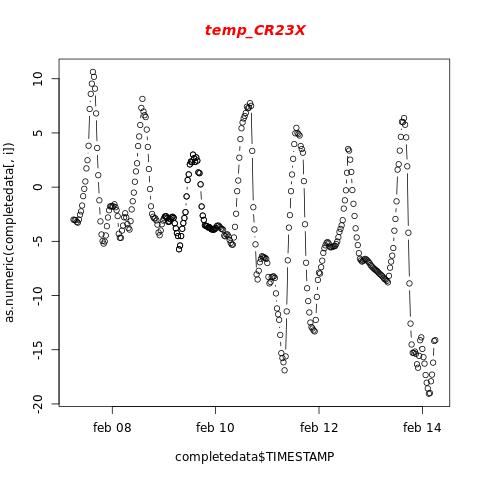 temp_CR23X
as.numeric(completedata[, i])
10
5
0
-5
-10
-15
-20
feb 08 feb 10 feb 12 feb 14
completedata$TIMESTAMP